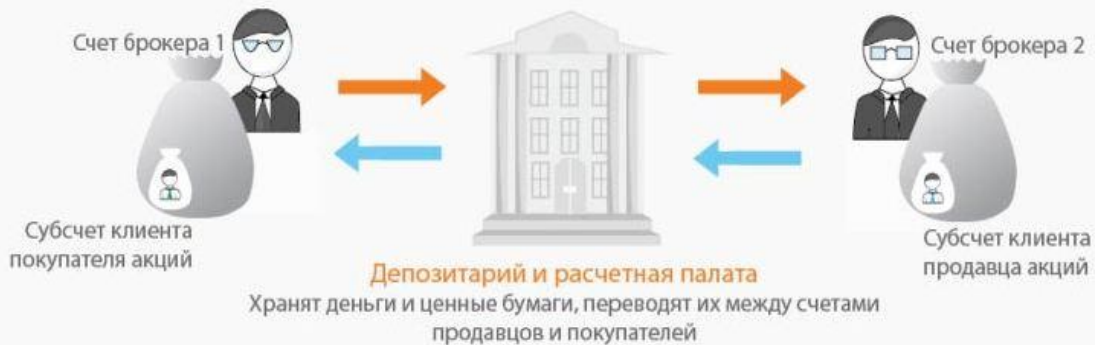 Счет брокера 1
Счет брокера 2
Субсчет клиента
покупателя акций
Субсчет клиента
продавца акций
Депозитарий и расчетная палата
Хранят деньги и ценные бумаги, переводят их между счетами
продавцов и покупателей